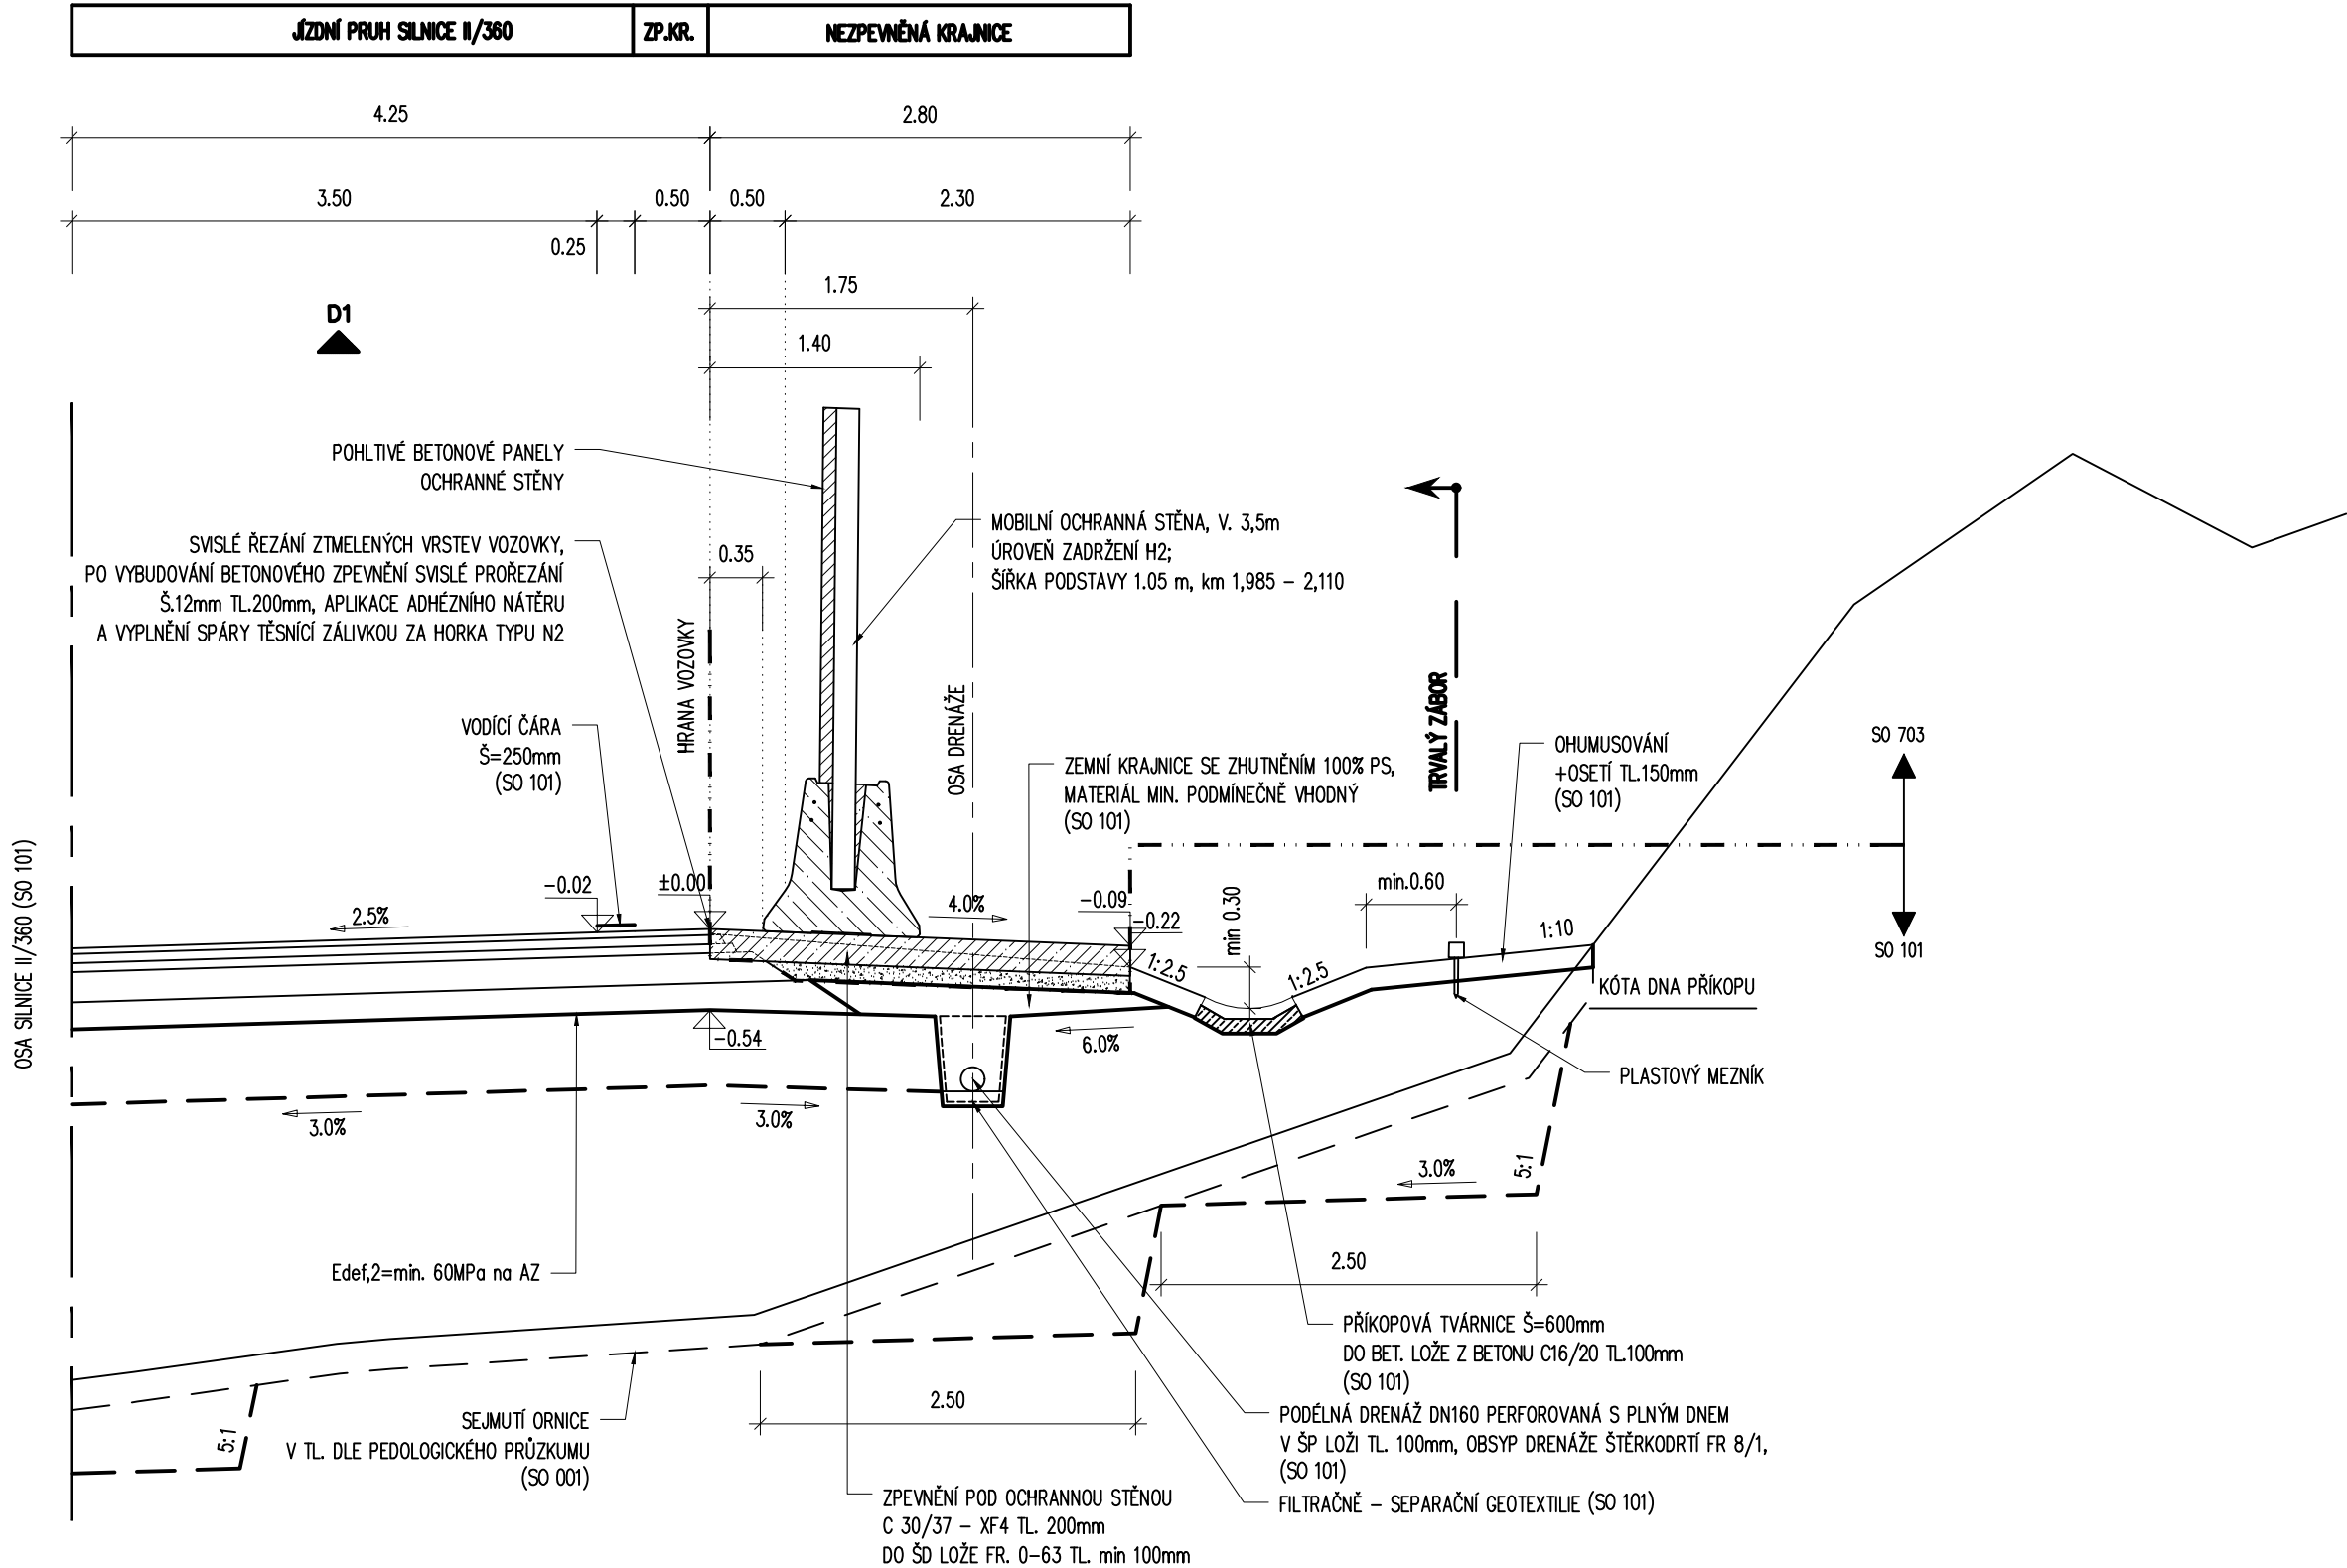 JÍZDNÍ PRUH SILNICE II/360
ZP.KR.
NEZPEVNĚNÁ KRAJNICE
4.25
2.80
3.50
0.50
0.50
2.30
0.25
1.75
D1
1.40
POHLTIVÉ BETONOVÉ PANELY
OCHRANNÉ STĚNY
MOBILNÍ OCHRANNÁ STĚNA, V. 3,5m
ÚROVEŇ ZADRŽENÍ H2;
ŠÍŘKA PODSTAVY 1.05 m, km 1,985 – 2,110
SVISLÉ ŘEZÁNÍ ZTMELENÝCH VRSTEV VOZOVKY,
PO VYBUDOVÁNÍ BETONOVÉHO ZPEVNĚNÍ SVISLÉ PROŘEZÁNÍ
Š.12mm TL.200mm, APLIKACE ADHÉZNÍHO NÁTĚRU
A VYPLNĚNÍ SPÁRY TĚSNÍCÍ ZÁLIVKOU ZA HORKA TYPU N2
0.35
HRANA VOZOVKY
OSA DRENÁŽE
TRVALÝ ZÁBOR
VODÍCÍ ČÁRA
Š=250mm
(SO 101)
ZEMNÍ KRAJNICE SE ZHUTNĚNÍM 100% PS,
MATERIÁL MIN. PODMÍNEČNĚ VHODNÝ
(SO 101)
OHUMUSOVÁNÍ
+OSETÍ TL.150mm
(SO 101)
SO 703
SO 101
OSA SILNICE II/360 (SO 101)
-0.02
±0.00
2.5%
4.0%
-0.09
-0.22
min 0.30
min.0.60
1:2.5
1:2.5
1:10
KÓTA DNA PŘÍKOPU
-0.54
6.0%
PLASTOVÝ MEZNÍK
3.0%
3.0%
3.0%
5:1
2.50
Edef,2=min. 60MPa na AZ
PŘÍKOPOVÁ TVÁRNICE Š=600mm
DO BET. LOŽE Z BETONU C16/20 TL.100mm
(SO 101)
2.50
SEJMUTÍ ORNICE
V TL. DLE PEDOLOGICKÉHO PRŮZKUMU
(SO 001)
5:1
PODÉLNÁ DRENÁŽ DN160 PERFOROVANÁ S PLNÝM DNEM
V ŠP LOŽI TL. 100mm, OBSYP DRENÁŽE ŠTĚRKODRTÍ FR 8/1,
(SO 101)
FILTRAČNĚ – SEPARAČNÍ GEOTEXTILIE (SO 101)
ZPEVNĚNÍ POD OCHRANNOU STĚNOU
C 30/37 – XF4 TL. 200mm
DO ŠD LOŽE FR. 0-63 TL. min 100mm